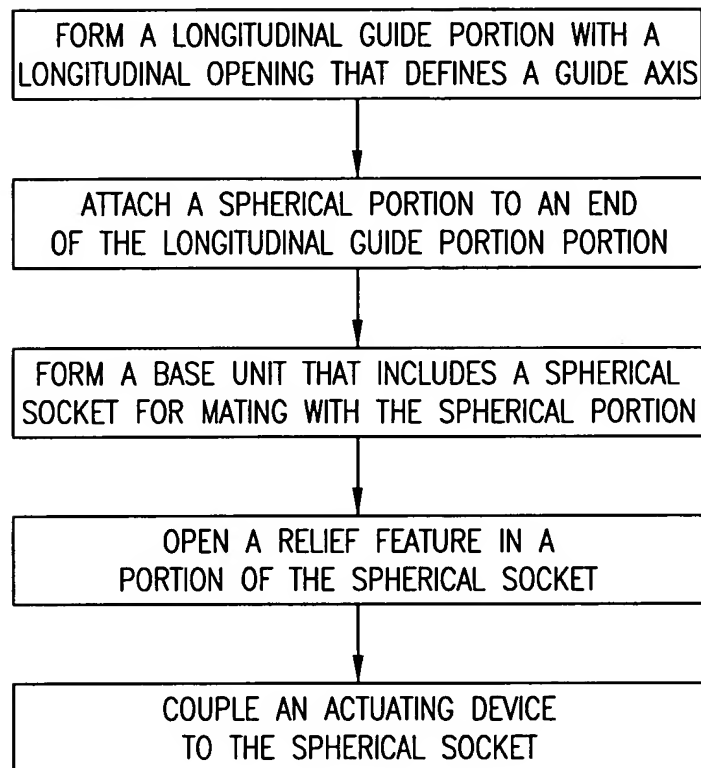 FORM A LONGITUDINAL GUIDE PORTION WITH A
LONGITUDINAL OPENING THAT DEFINES A GUIDE AXIS
ATTACH A SPHERICAL PORTION TO AN END
OF THE LONGITUDINAL GUIDE PORTION PORTION
FORM A BASE UNIT THAT INCLUDES A SPHERICAL
SOCKET FOR MATING WITH THE SPHERICAL PORTION
OPEN A RELIEF FEATURE IN A
PORTION OF THE SPHERICAL SOCKET
COUPLE AN ACTUATING DEVICE
TO THE SPHERICAL SOCKET